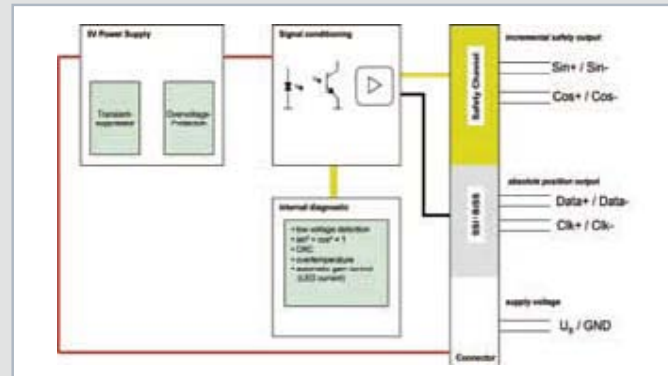 5V Power Supply
Transient-
suppressor
Overvoltage-
Protection
Signal conditioning
Internal diagnostic
• low voltage detection
• sin² + cos² = 1
• CRC
• overtemperature
• automatic gain control
(LED current)
Safety Channel
SSI / BiSS
Connector
incremental safety output
Sin+ / Sin-
Cos+ / Cos-
absolute position output
Data+ / Data-
Clk+ / Clk-
supply voltage
U / GND